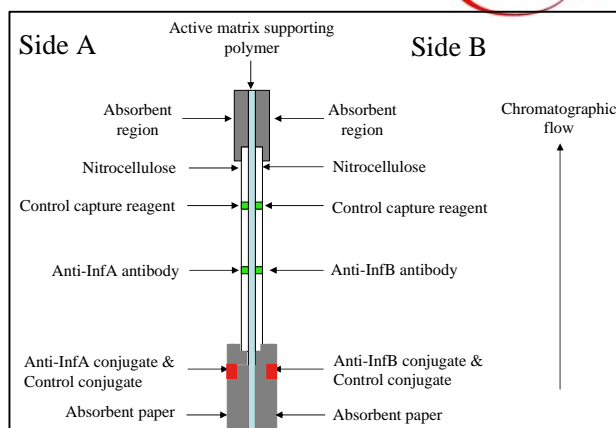 Side A
Active matrix supporting
polymer
Side B
Absorbent
region
Absorbent
region
Chromatographic
flow
Nitrocellulose
Nitrocellulose
Control capture reagent
Control capture reagent
Anti-InfA antibody
Anti-InfB antibody
Anti-InfA conjugate &
Control conjugate
Anti-InfB conjugate &
Control conjugate
Absorbent paper
Absorbent paper